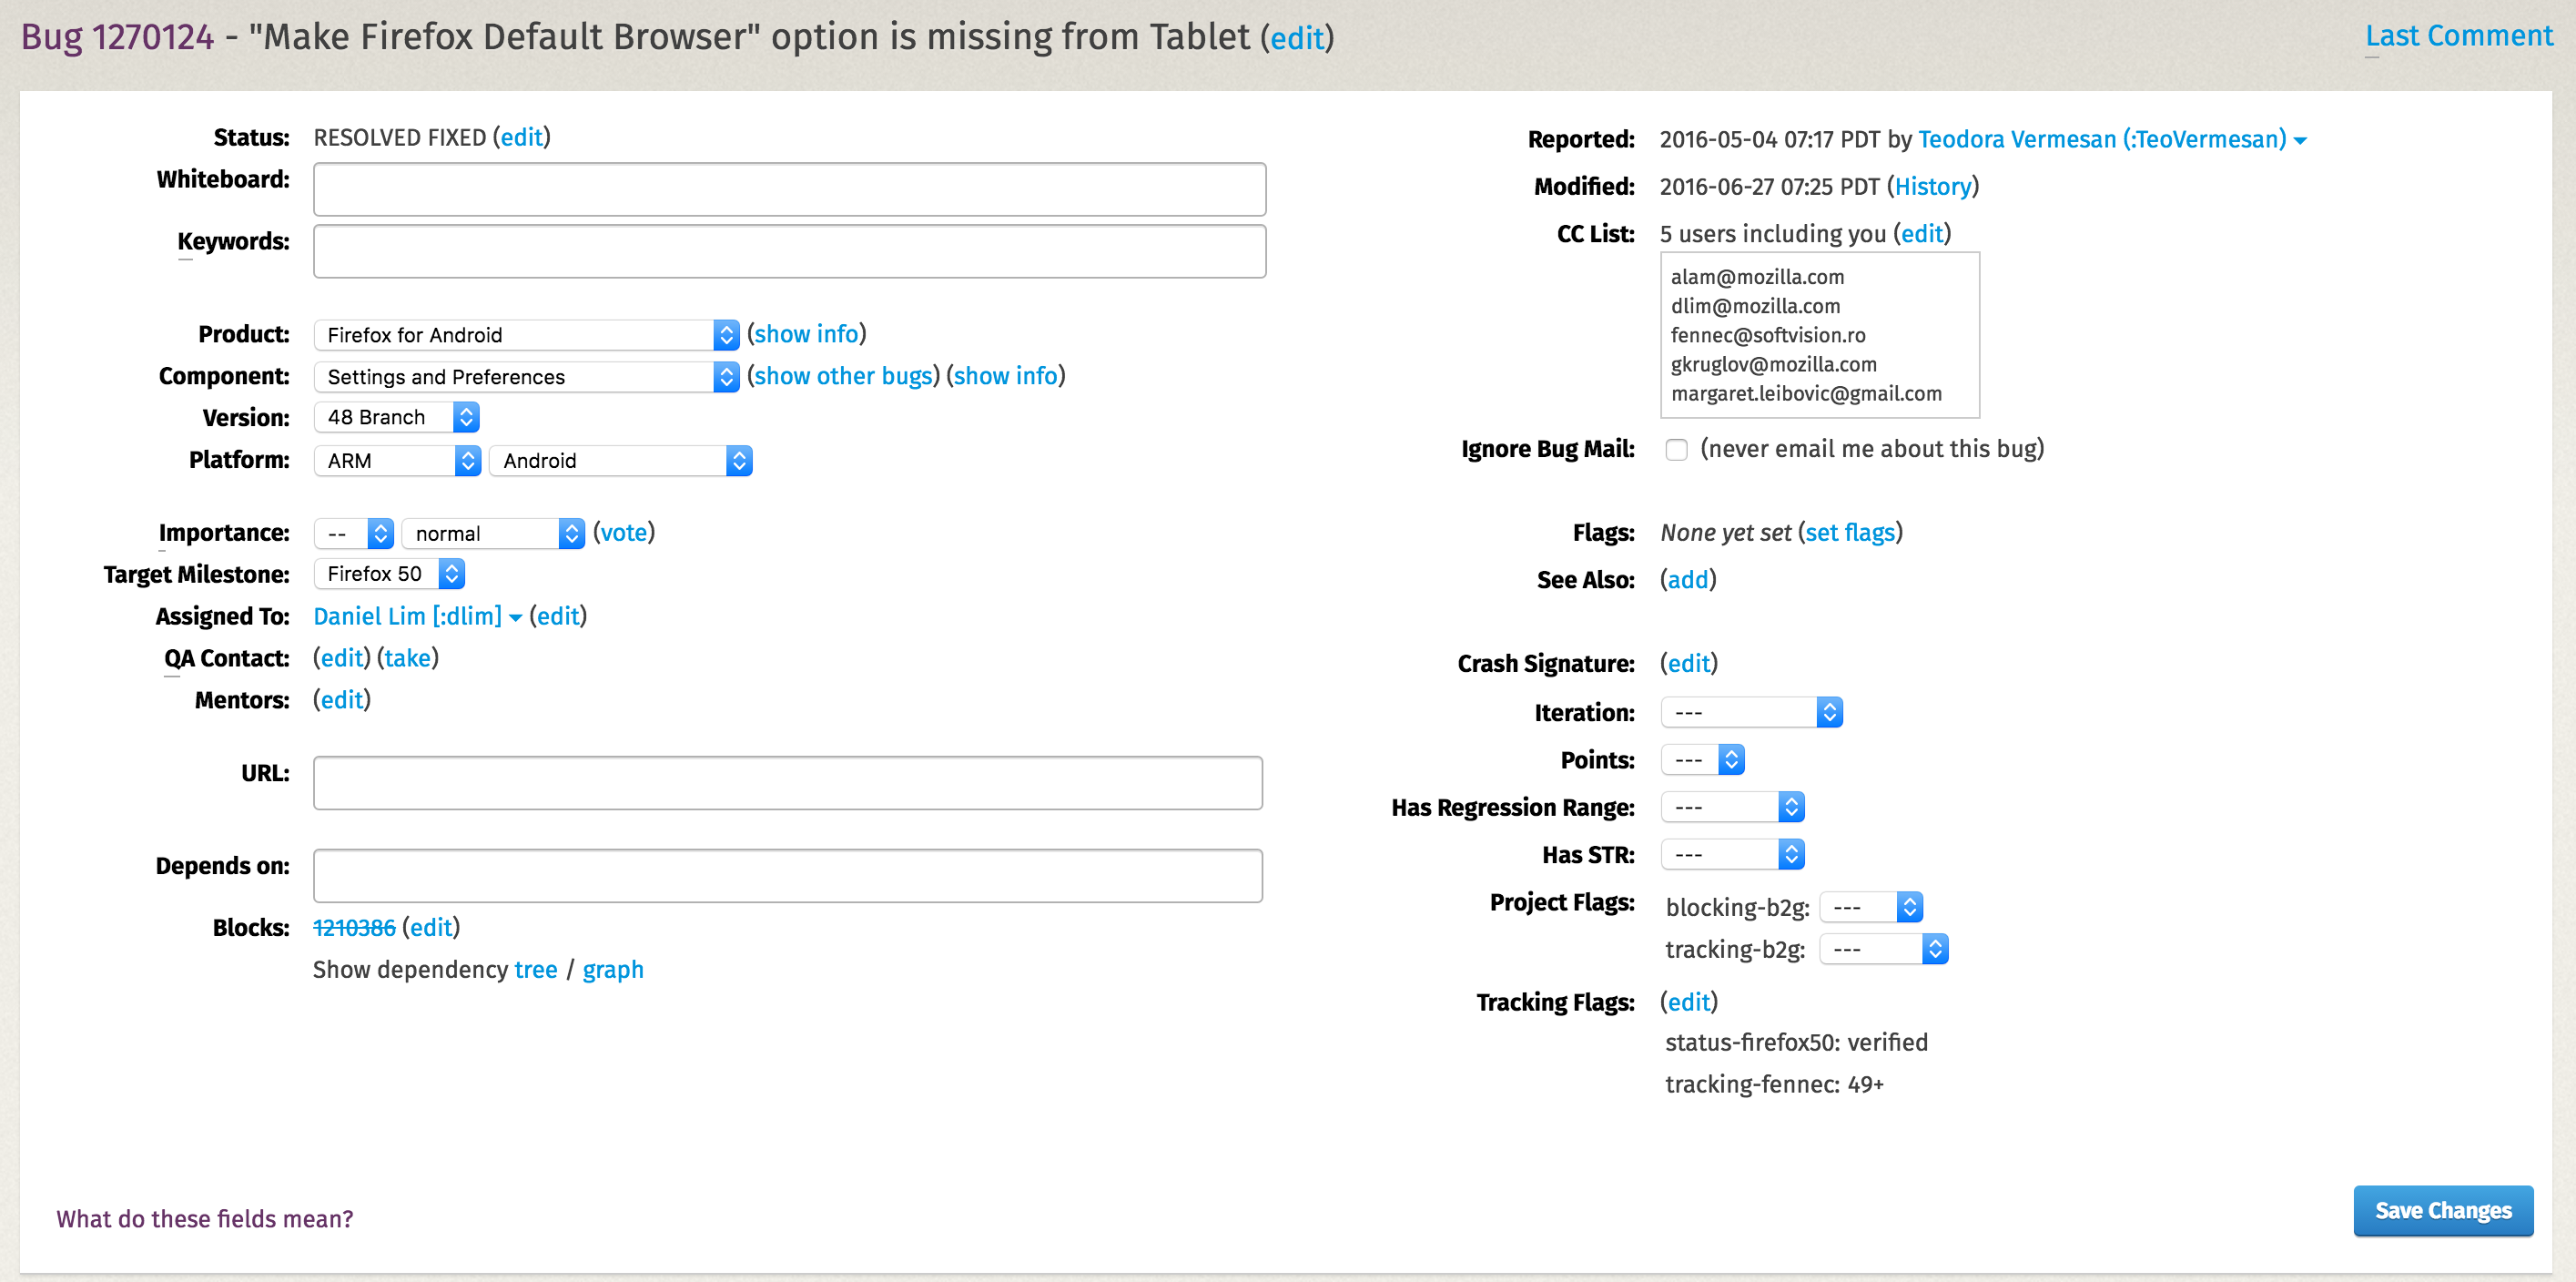 Bug 1270124 - "Make Firefox Default Browser" option is missing from Tablet (edit)
Last Comment
Status: RESOLVED FIXED (edit)
Whiteboard:
Keywords:
Product: Firefox for Android (show info)
Component: Settings and Preferences (show other bugs) (show info)
Version: 48 Branch
Platform: ARM Android
Importance: -- normal (vote)
Target Milestone: Firefox 50
Assigned To: Daniel Lim [:dlim] (edit)
QA Contact: (edit) (take)
Mentors: (edit)
URL:
Depends on:
Blocks: 1210386 (edit)
Show dependency tree / graph
Reported: 2016-05-04 07:17 PDT by Teodora Vermesan (:TeoVermesan)
Modified: 2016-06-27 07:25 PDT (History)
CC List: 5 users including you (edit)
alam@mozilla.com
dlim@mozilla.com
fennec@softvision.ro
gkruglov@mozilla.com
margaret.leibovic@gmail.com
Ignore Bug Mail: (never email me about this bug)
Flags: None yet set (set flags)
See Also: (add)
Crash Signature: (edit)
Iteration: ---
Points: ---
Has Regression Range: ---
Has STR: ---
Project Flags: blocking-b2g: ---
tracking-b2g: ---
Tracking Flags: (edit)
status-firefox50: verified
tracking-fennec: 49+
What do these fields mean?
Save Changes